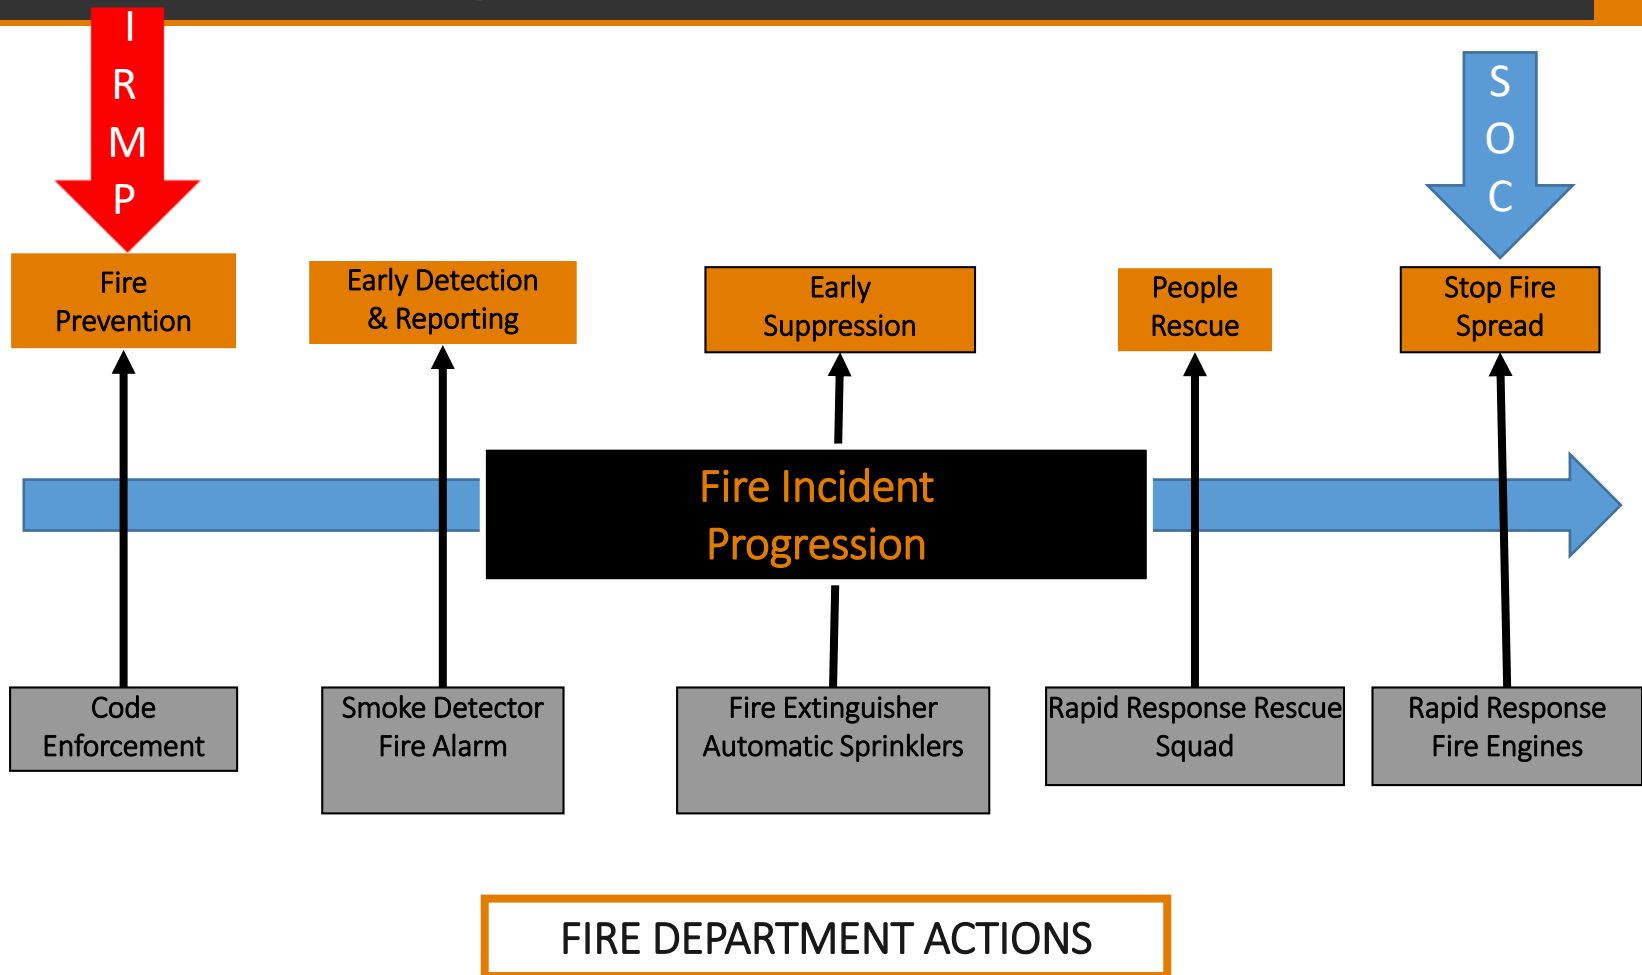 I
R
M
P
S
O
C
Fire
Prevention
Early Detection
& Reporting
Early
Suppression
People
Rescue
Stop Fire
Spread
Fire Incident
Progression
Code
Enforcement
Smoke Detector
Fire Alarm
Fire Extinguisher
Automatic Sprinklers
Rapid Response Rescue
Squad
Rapid Response
Fire Engines
FIRE DEPARTMENT ACTIONS